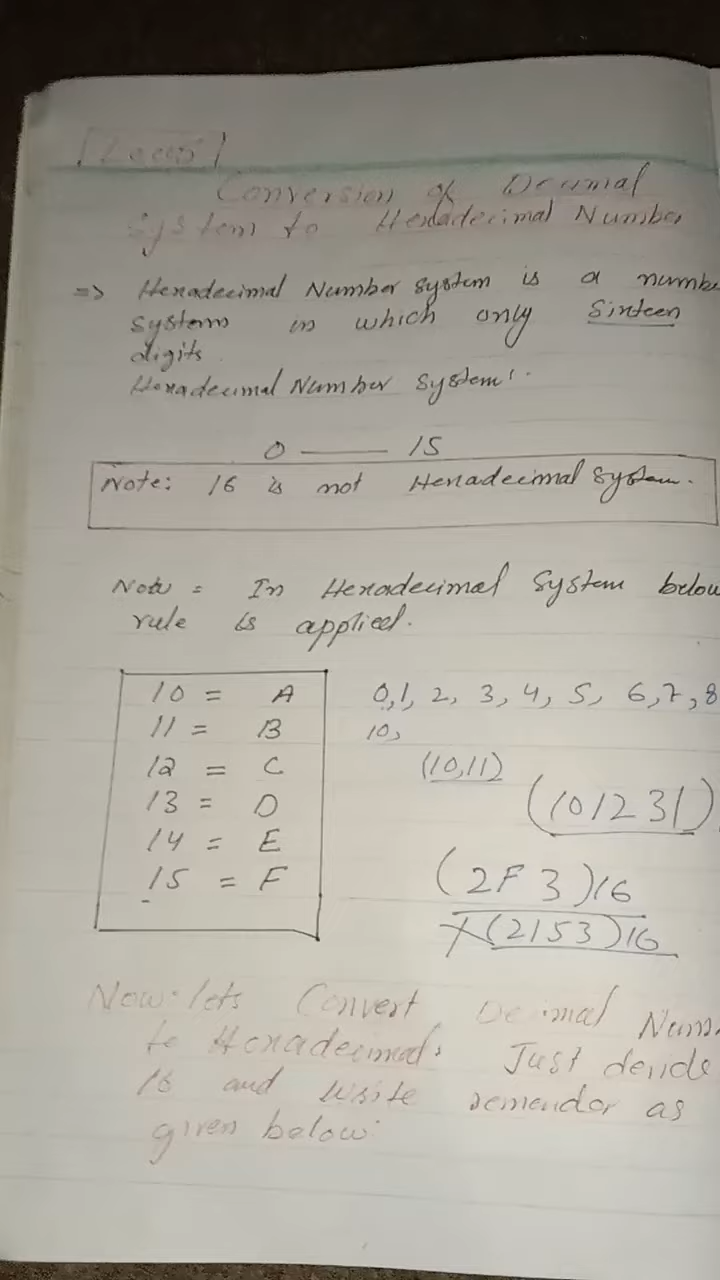 Conversion of Decimal
System to Hexadecimal Number
=> Hexadecimal Number System is a numbe
System in which only Sixteen
digits.
Hexadecimal Number System:
0 —— 15
Note: 16 is not Hexadecimal System.
Note = In Hexadecimal System below
rule is applied.
10 = A
11 = B
12 = C
13 = D
14 = E
15 = F
0,1, 2, 3, 4, 5, 6,7,8
10,
(10,11)
(101231)
(2F3)16
X(2153)16
Now lets Convert Decimal Num
to Hexadecimal. Just devide
16 and write remendor as
given below: